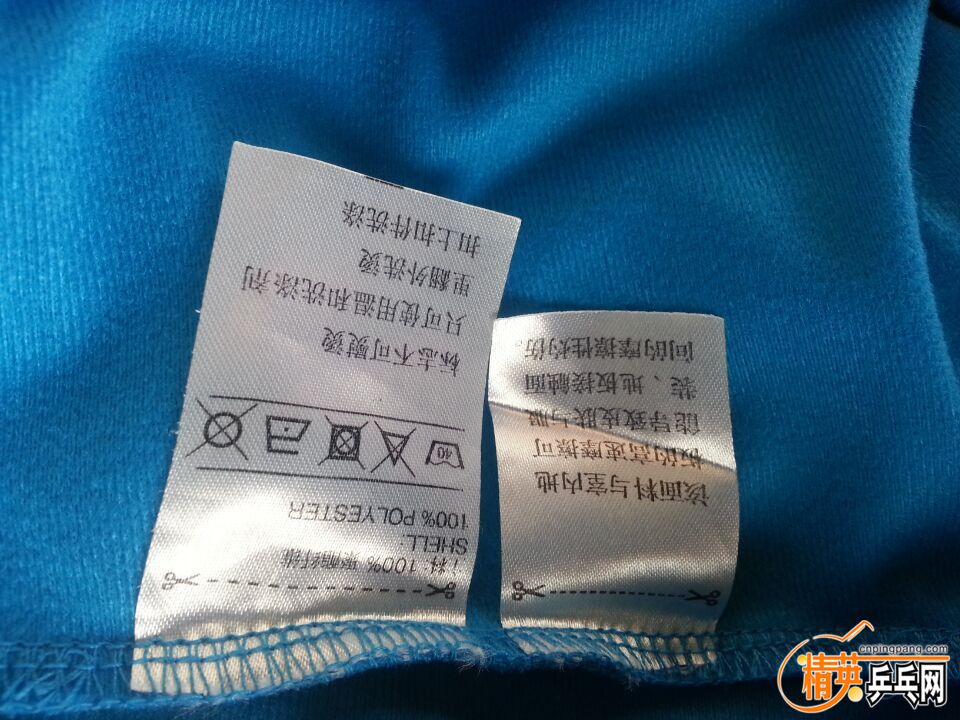 料: 100% 聚酯纤维
SHELL:
100% POLYESTER
40
标志不可熨烫
只可使用温和洗涤剂
里翻外洗烫
扣上扣件洗涤
该面料与室内地
板的高速摩擦可
能导致皮肤与服
装、地板接触面
间的摩擦性灼伤。
cnpingpang.com
精英乒乓网